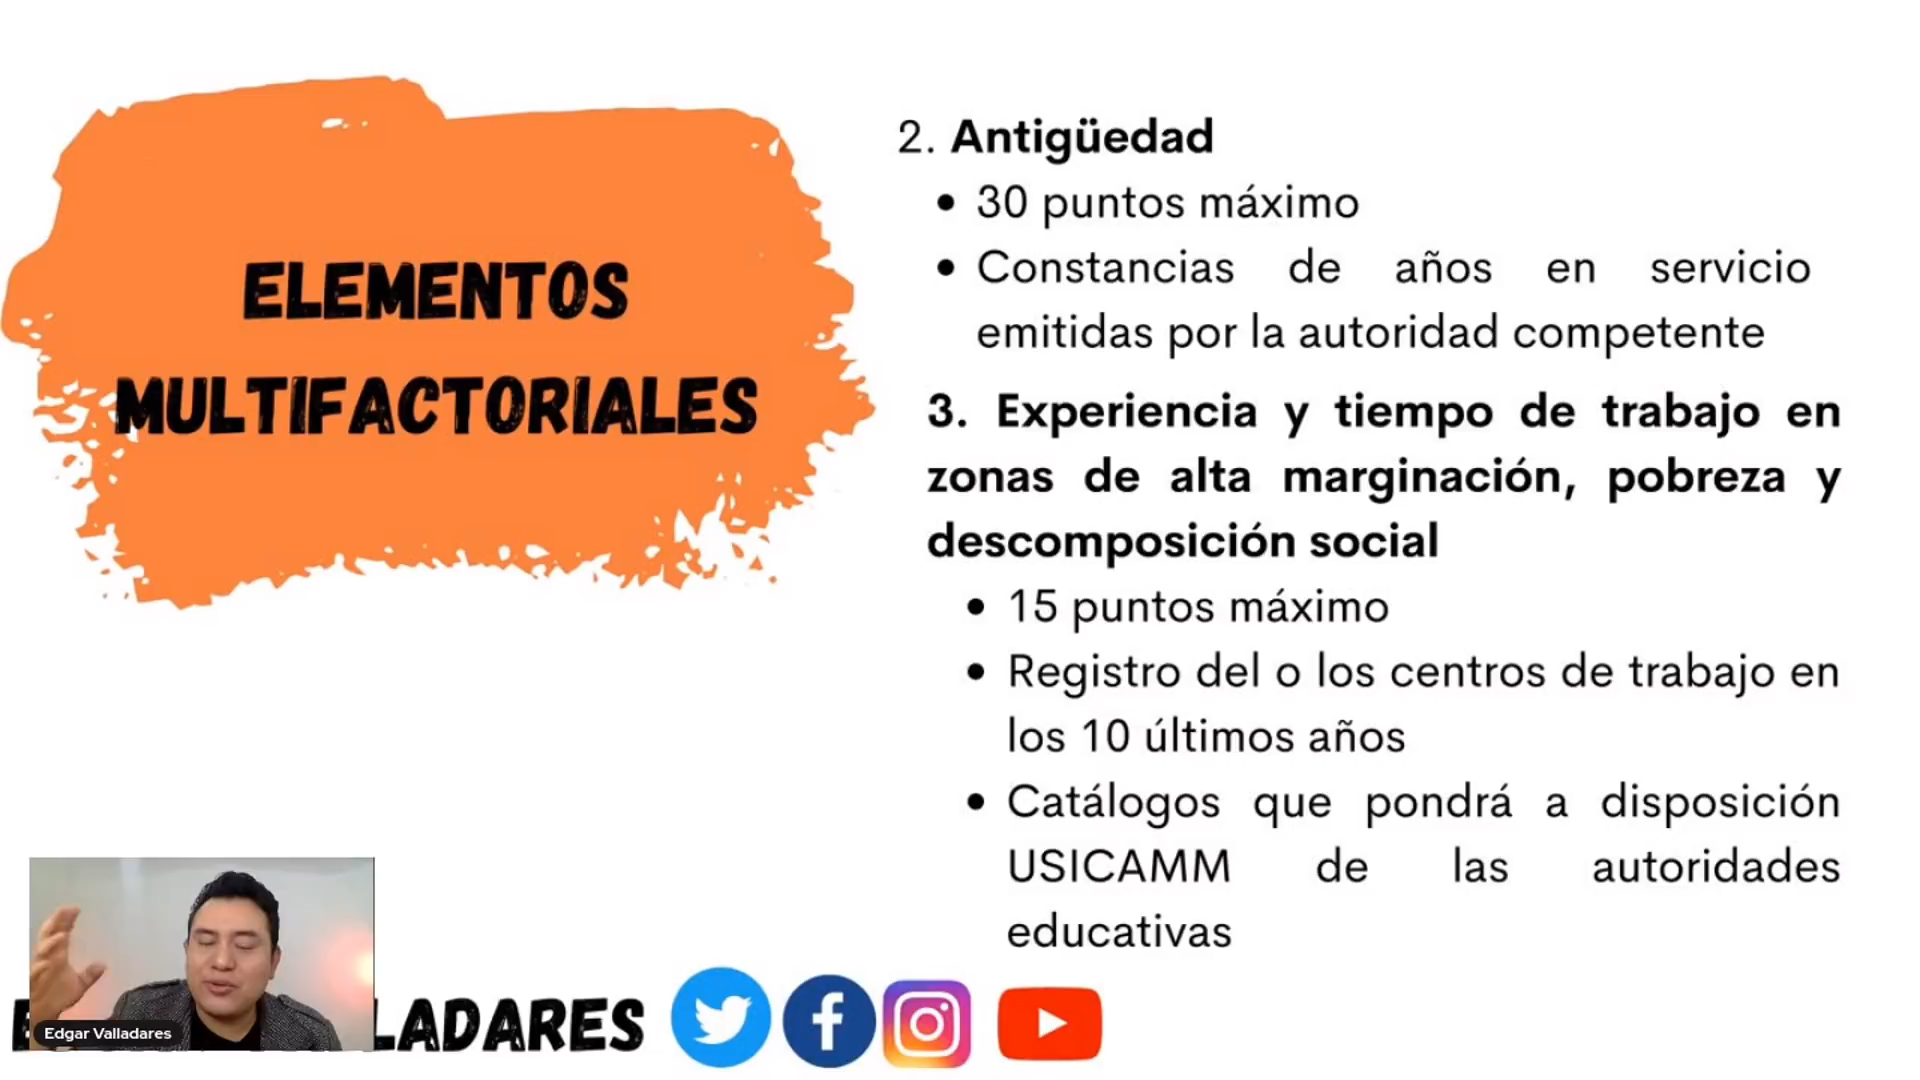 ELEMENTOS
MULTIFACTORIALES
2. Antigüedad
• 30 puntos máximo
• Constancias de años en servicio
emitidas por la autoridad competente
3. Experiencia y tiempo de trabajo en
zonas de alta marginación, pobreza y
descomposición social
• 15 puntos máximo
• Registro del o los centros de trabajo en
los 10 últimos años
• Catálogos que pondrá a disposición
USICAMM de las autoridades
educativas
Edgar Valladares